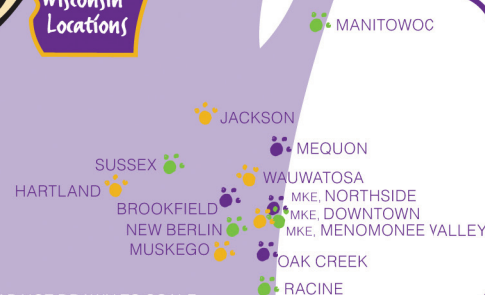 Wisconsin
Locations
MANITOWOC
JACKSON
MEQUON
SUSSEX
WAUWATOSA
HARTLAND
MKE, NORTHSIDE
BROOKFIELD
MKE, DOWNTOWN
NEW BERLIN
MKE, MENOMONEE VALLEY
MUSKEGO
OAK CREEK
RACINE